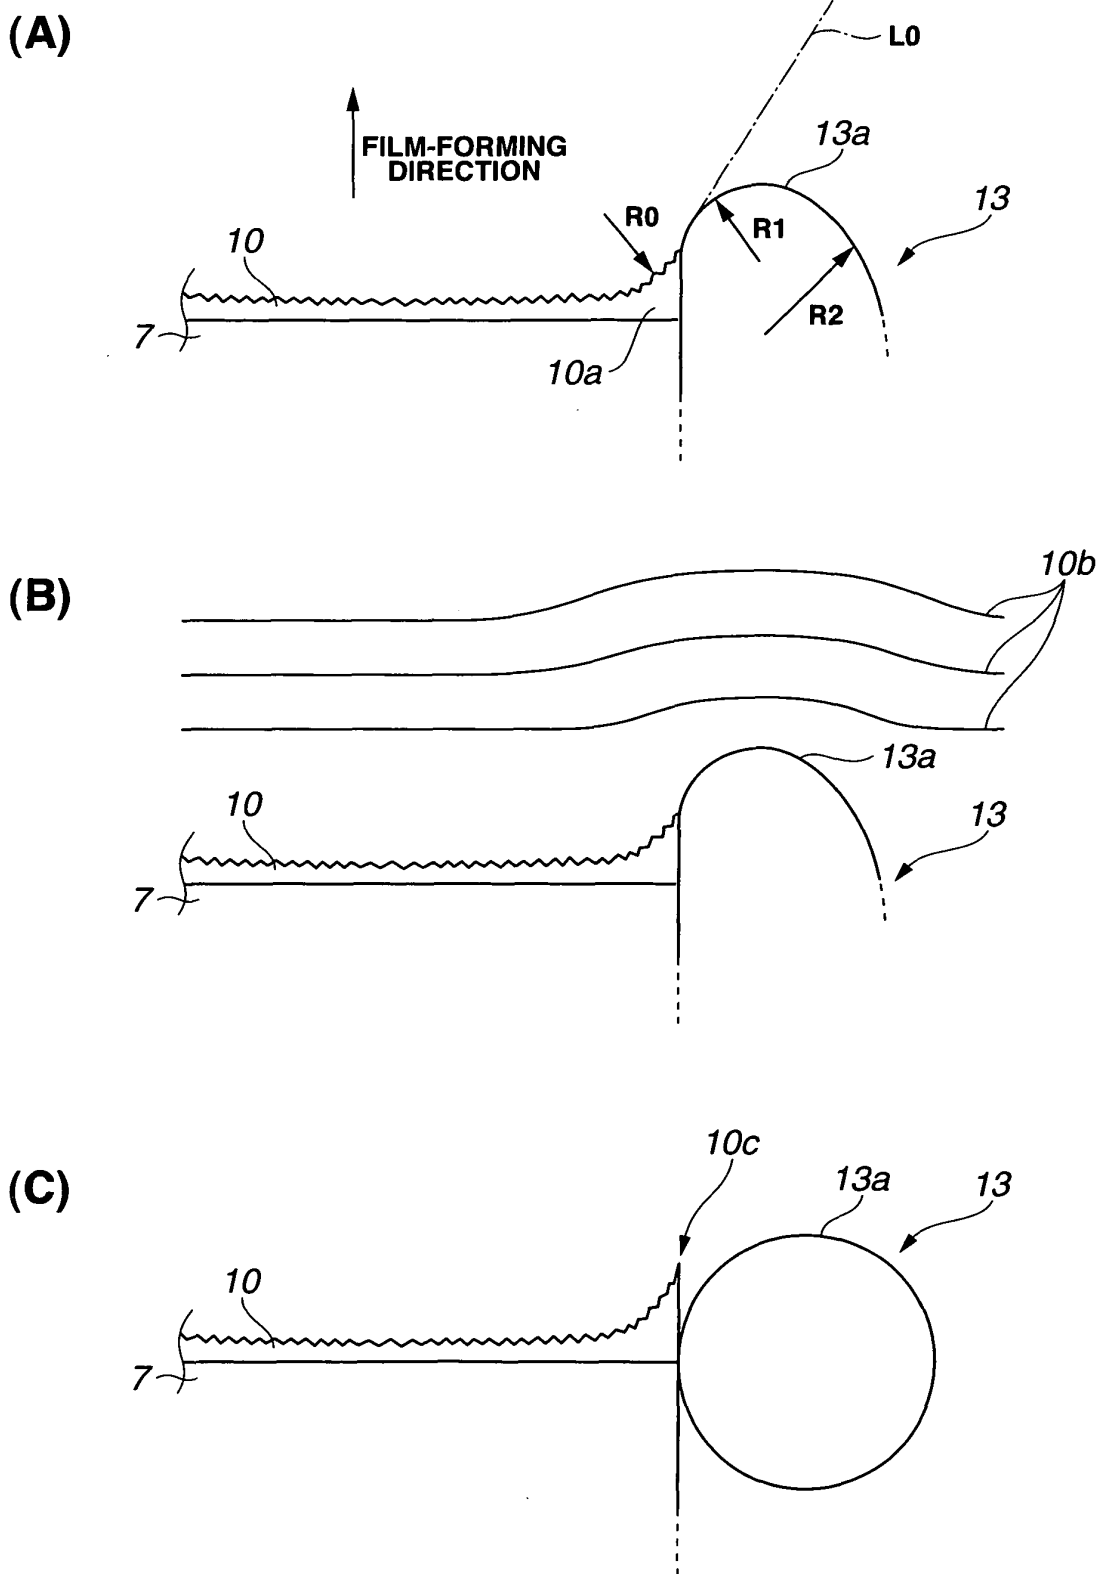 (A)
L0
FILM-FORMING
DIRECTION
13a
13
R0
R1
10
R2
7
10a
(B)
10b
13a
10
13
7
(C)
10c
13a
13
10
7